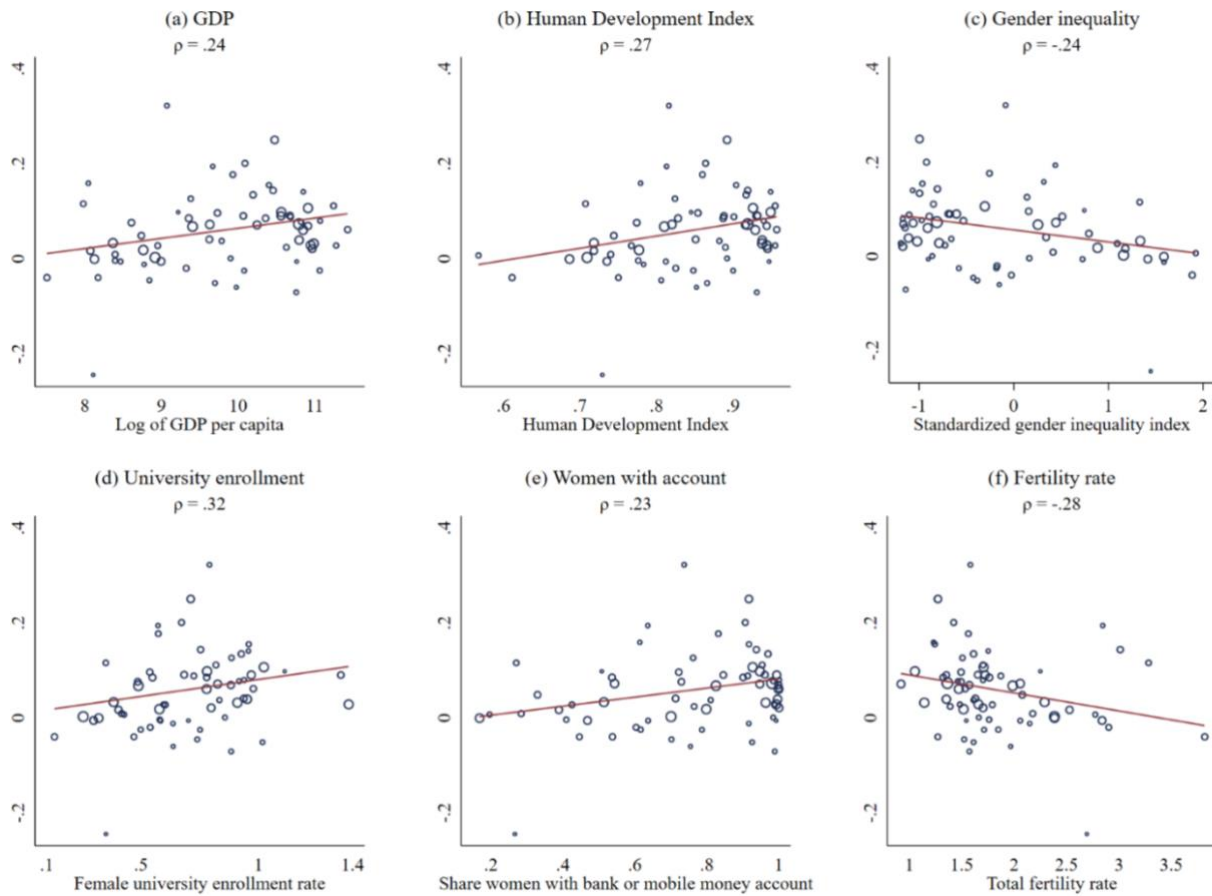 (a) GDP
ρ = .24
.4
.2
0
-.2
8 9 10 11
Log of GDP per capita
(b) Human Development Index
ρ = .27
.4
.2
0
-.2
.6 .7 .8 .9
Human Development Index
(c) Gender inequality
ρ = -.24
.4
.2
0
-.2
-1 0 1 2
Standardized gender inequality index
(d) University enrollment
ρ = .32
.4
.2
0
-.2
.1 .5 1 1.4
Female university enrollment rate
(e) Women with account
ρ = .23
.4
.2
0
-.2
.2 .4 .6 .8 1
Share women with bank or mobile money account
(f) Fertility rate
ρ = -.28
.4
.2
0
-.2
1 1.5 2 2.5 3 3.5
Total fertility rate